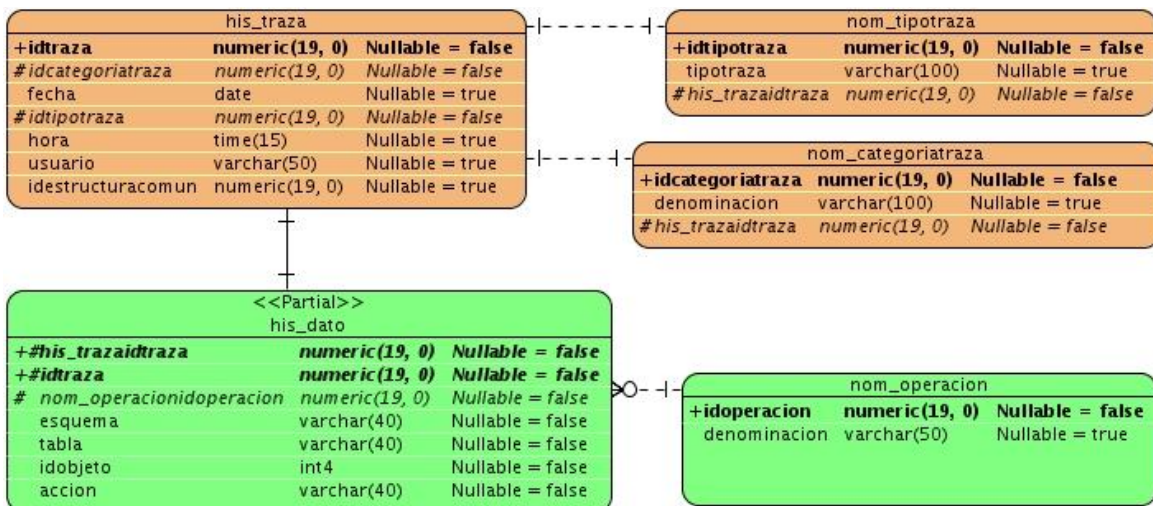 his_traza
+idtraza numeric(19, 0) Nullable = false
#idcategoriatraza numeric(19, 0) Nullable = false
fecha date Nullable = true
#idtipotraza numeric(19, 0) Nullable = false
hora time(15) Nullable = true
usuario varchar(50) Nullable = true
idestructuracomun numeric(19, 0) Nullable = true
nom_tipotraza
+idtipotraza numeric(19, 0) Nullable = false
tipotraza varchar(100) Nullable = true
#his_trazaidtraza numeric(19, 0) Nullable = false
nom_categoriatraza
+idcategoriatraza numeric(19, 0) Nullable = false
denominacion varchar(100) Nullable = true
#his_trazaidtraza numeric(19, 0) Nullable = false
<<Partial>>
his_dato
+#his_trazaidtraza numeric(19, 0) Nullable = false
+#idtraza numeric(19, 0) Nullable = false
# nom_operacionidoperacion numeric(19, 0) Nullable = false
esquema varchar(40) Nullable = false
tabla varchar(40) Nullable = false
idobjeto int4 Nullable = false
accion varchar(40) Nullable = false
nom_operacion
+idoperacion numeric(19, 0) Nullable = false
denominacion varchar(50) Nullable = true